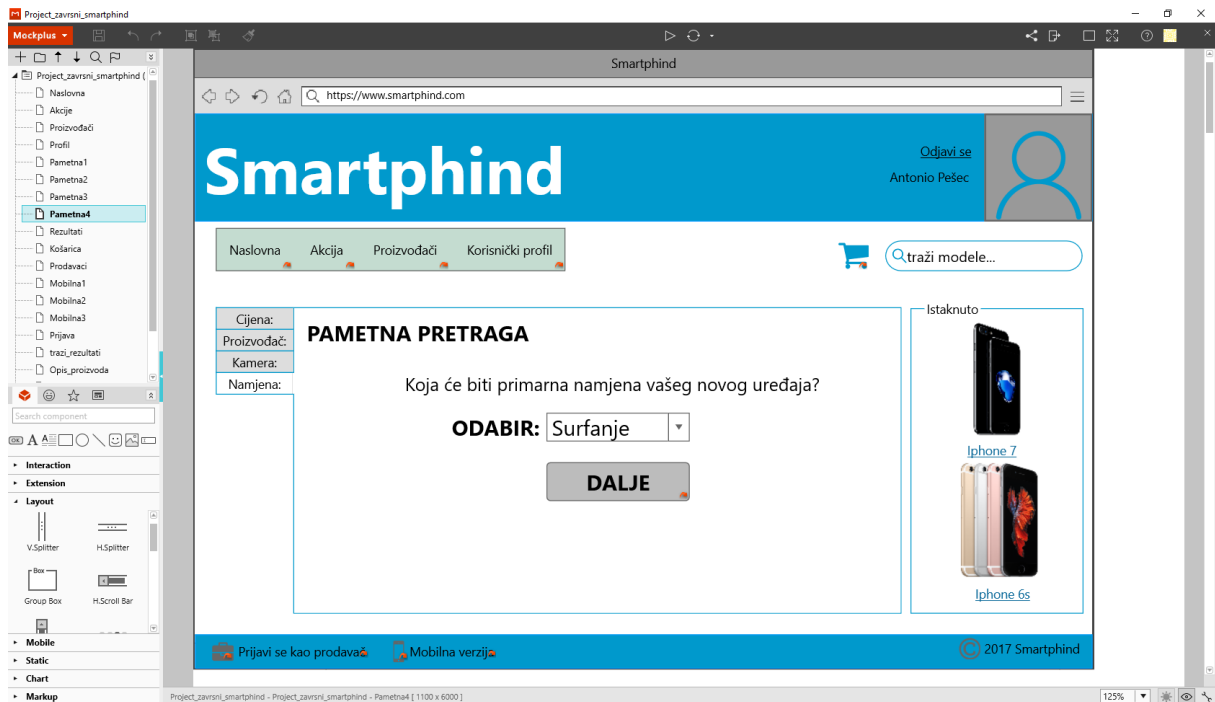 Project_zavrsni_smartphind
Mockplus
Project_zavrsni_smartphind (
Naslovna
Akcije
Proizvođači
Profil
Pametna1
Pametna2
Pametna3
Pametna4
Rezultati
Košarica
Prodavaci
Mobilna1
Mobilna2
Mobilna3
Prijava
trazi_rezultati
Opis_proizvoda
Search component
OK
Interaction
Extension
Layout
V.Splitter H.Splitter
Box
Group Box H.Scroll Bar
Mobile
Static
Chart
Markup
Smartphind
https://www.smartphind.com
Smartphind
Odjavi se
Antonio Pešec
Naslovna Akcija Proizvođači Korisnički profil
traži modele...
Cijena:
Proizvođač:
Kamera:
Namjena:
PAMETNA PRETRAGA
Koja će biti primarna namjena vašeg novog uređaja?
ODABIR: Surfanje
DALJE
Istaknuto
Iphone 7
Iphone 6s
Prijavi se kao prodavač Mobilna verzija
© 2017 Smartphind
Project_zavrsni_smartphind - Project_zavrsni_smartphind - Pametna4 [ 1100 x 6000 ]
125%